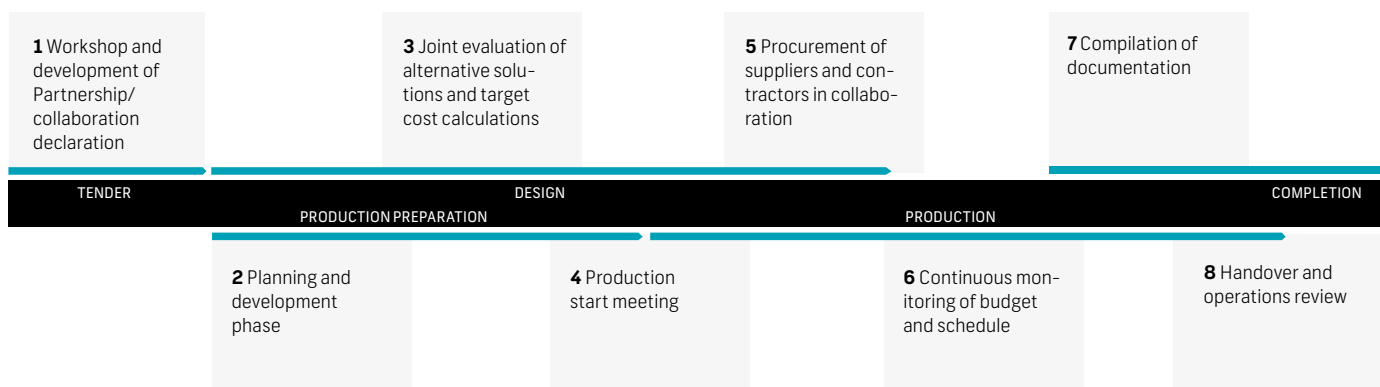 1 Workshop and
development of
Partnership/
collaboration
declaration
3 Joint evaluation of
alternative solu-
tions and target
cost calculations
5 Procurement of
suppliers and con-
tractors in collabo-
ration
7 Compilation of
documentation
TENDER
DESIGN
COMPLETION
PRODUCTION PREPARATION
PRODUCTION
2 Planning and
development
phase
4 Production
start meeting
6 Continuous mon-
itoring of budget
and schedule
8 Handover and
operations review